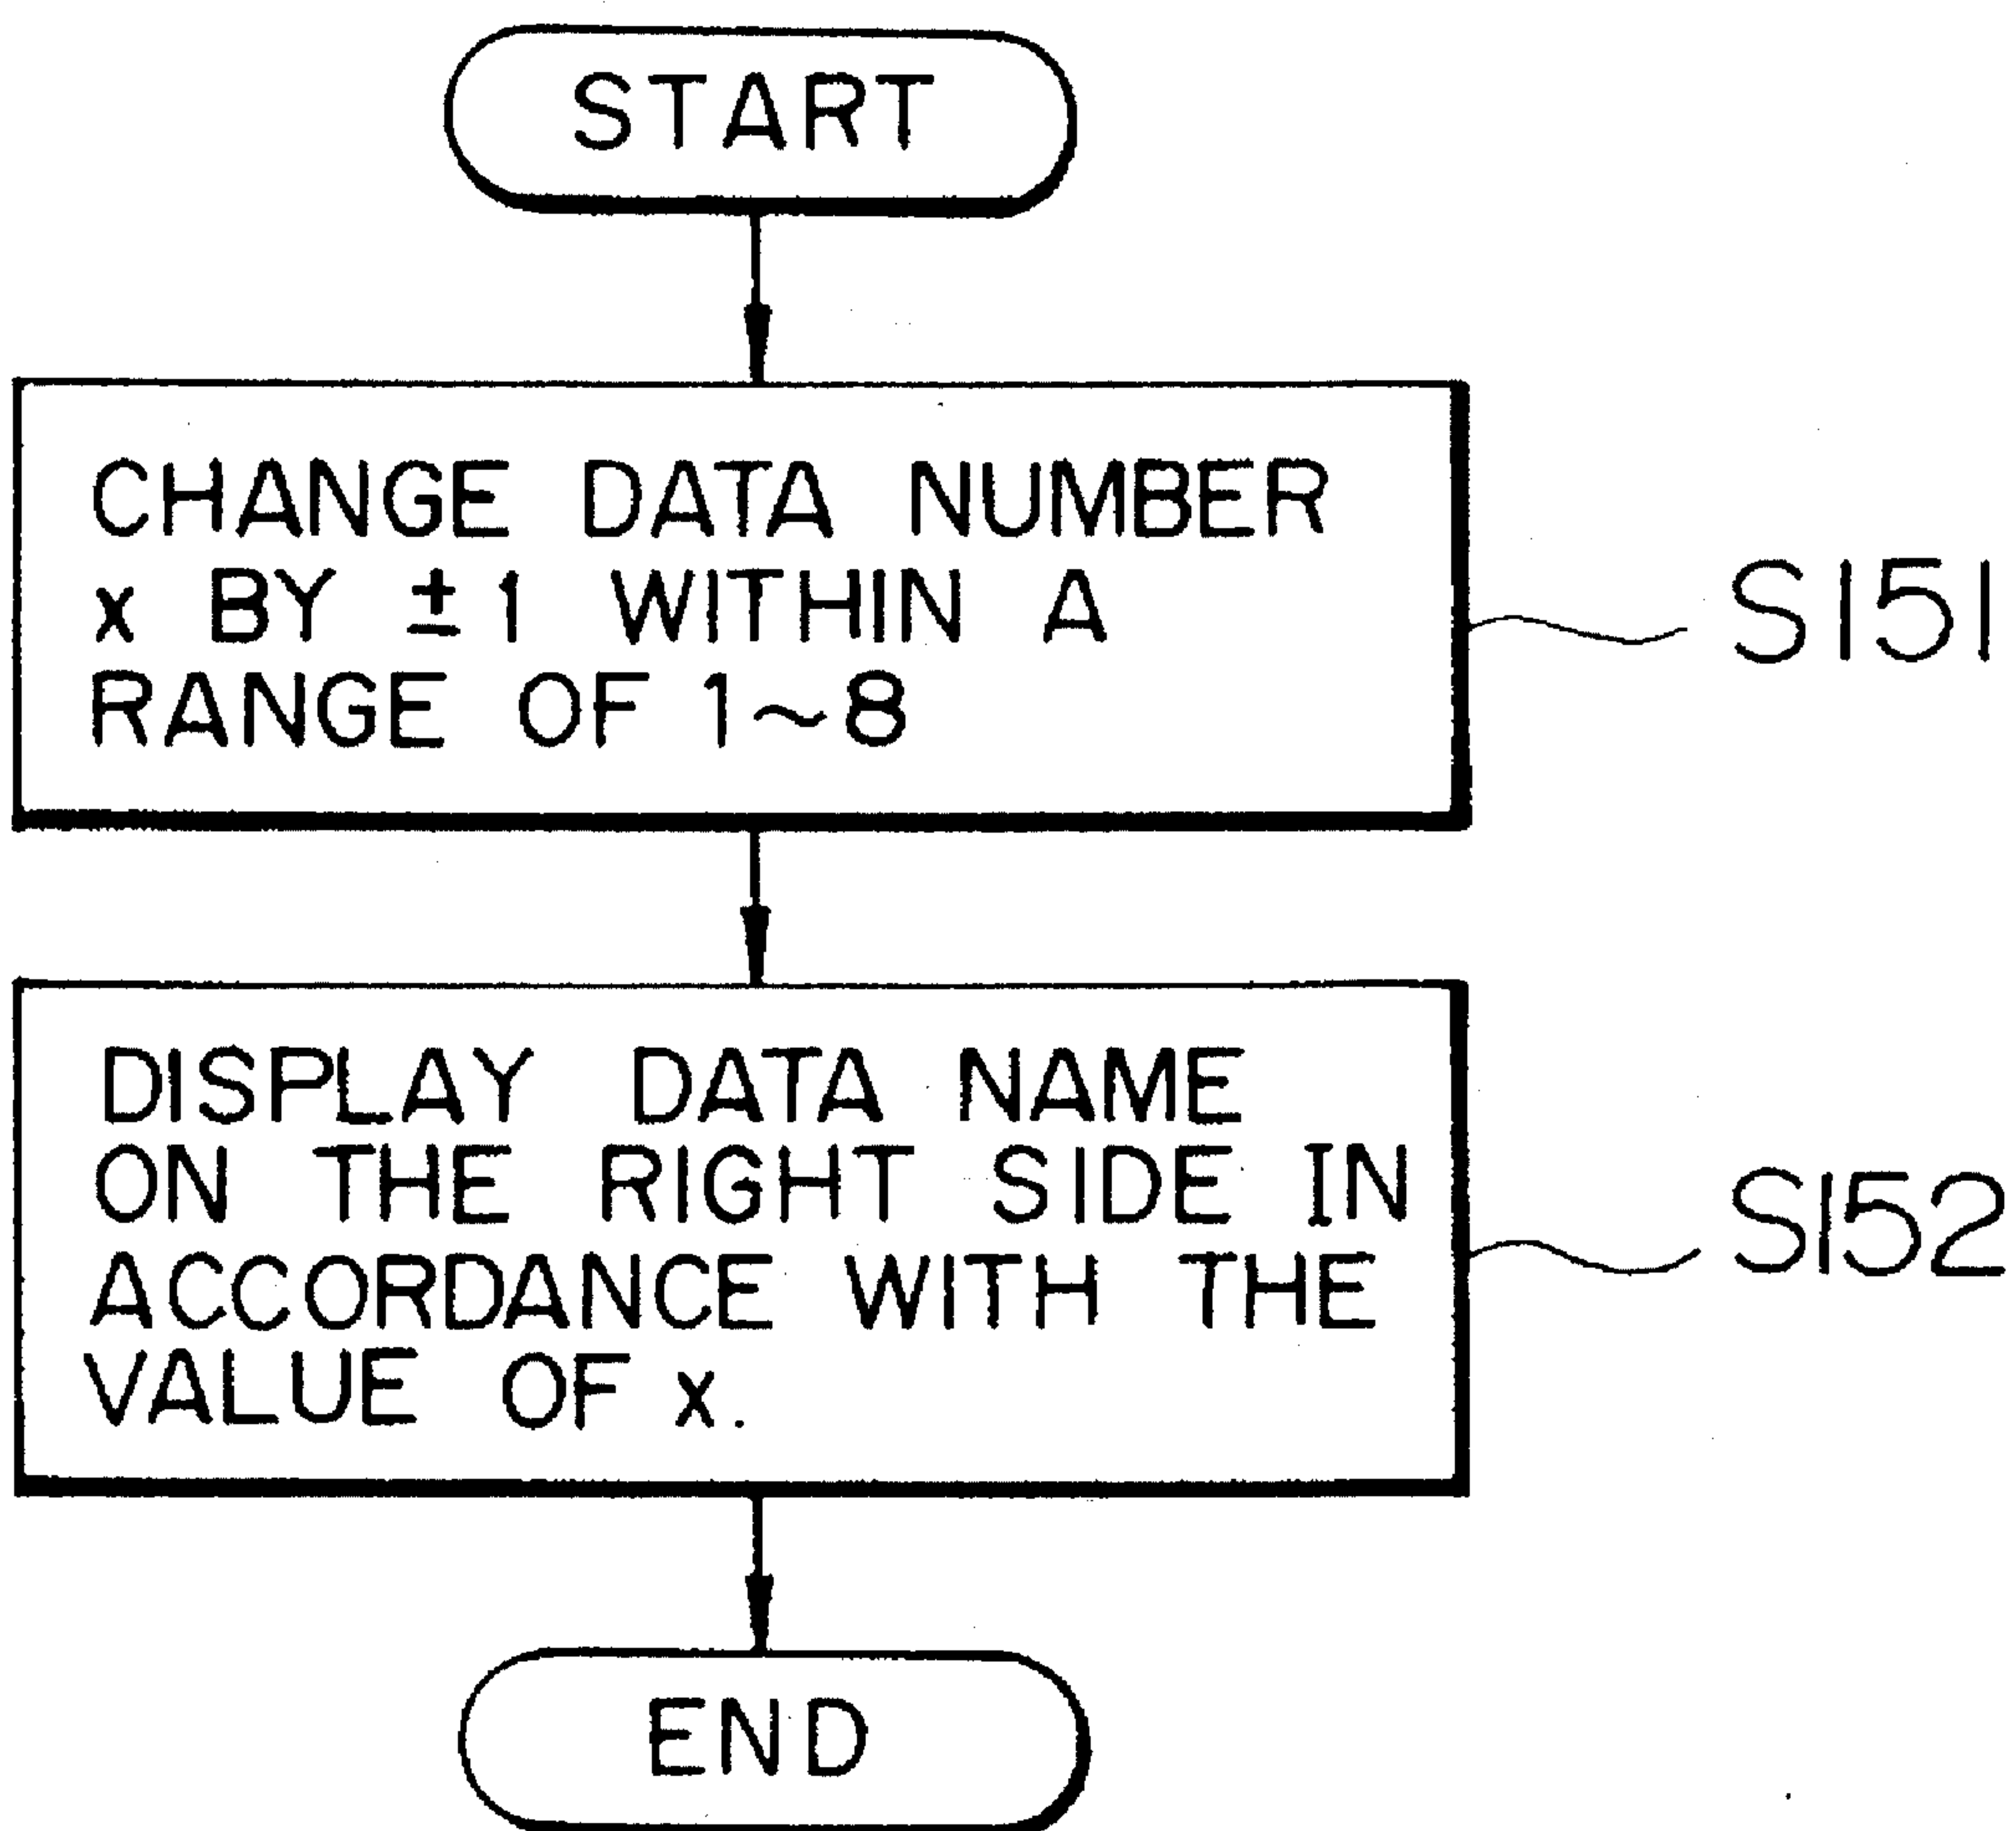 START
CHANGE DATA NUMBER
x BY ±1 WITHIN A
RANGE OF 1~8
S151
DISPLAY DATA NAME
ON THE RIGHT SIDE IN
ACCORDANCE WITH THE
VALUE OF x.
S152
END